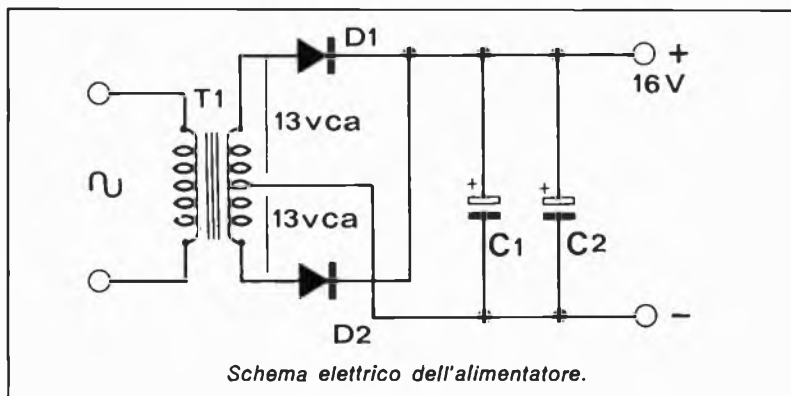 D1
+
16V
T1
13vca
+
+
13vca
C1
C2
D2
-
Schema elettrico dell'alimentatore.